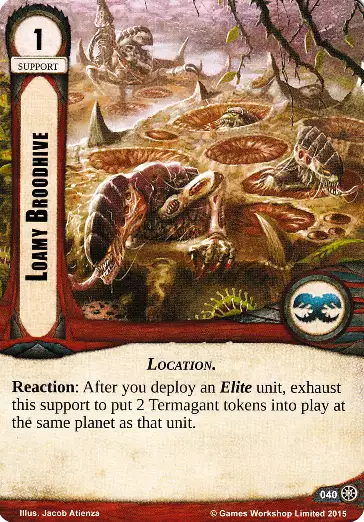 1
SUPPORT
LOAMY BROODHIVE
LOCATION.
Reaction: After you deploy an Elite unit, exhaust
this support to put 2 Termagant tokens into play at
the same planet as that unit.
040
Illus. Jacob Atienza
© Games Workshop Limited 2015